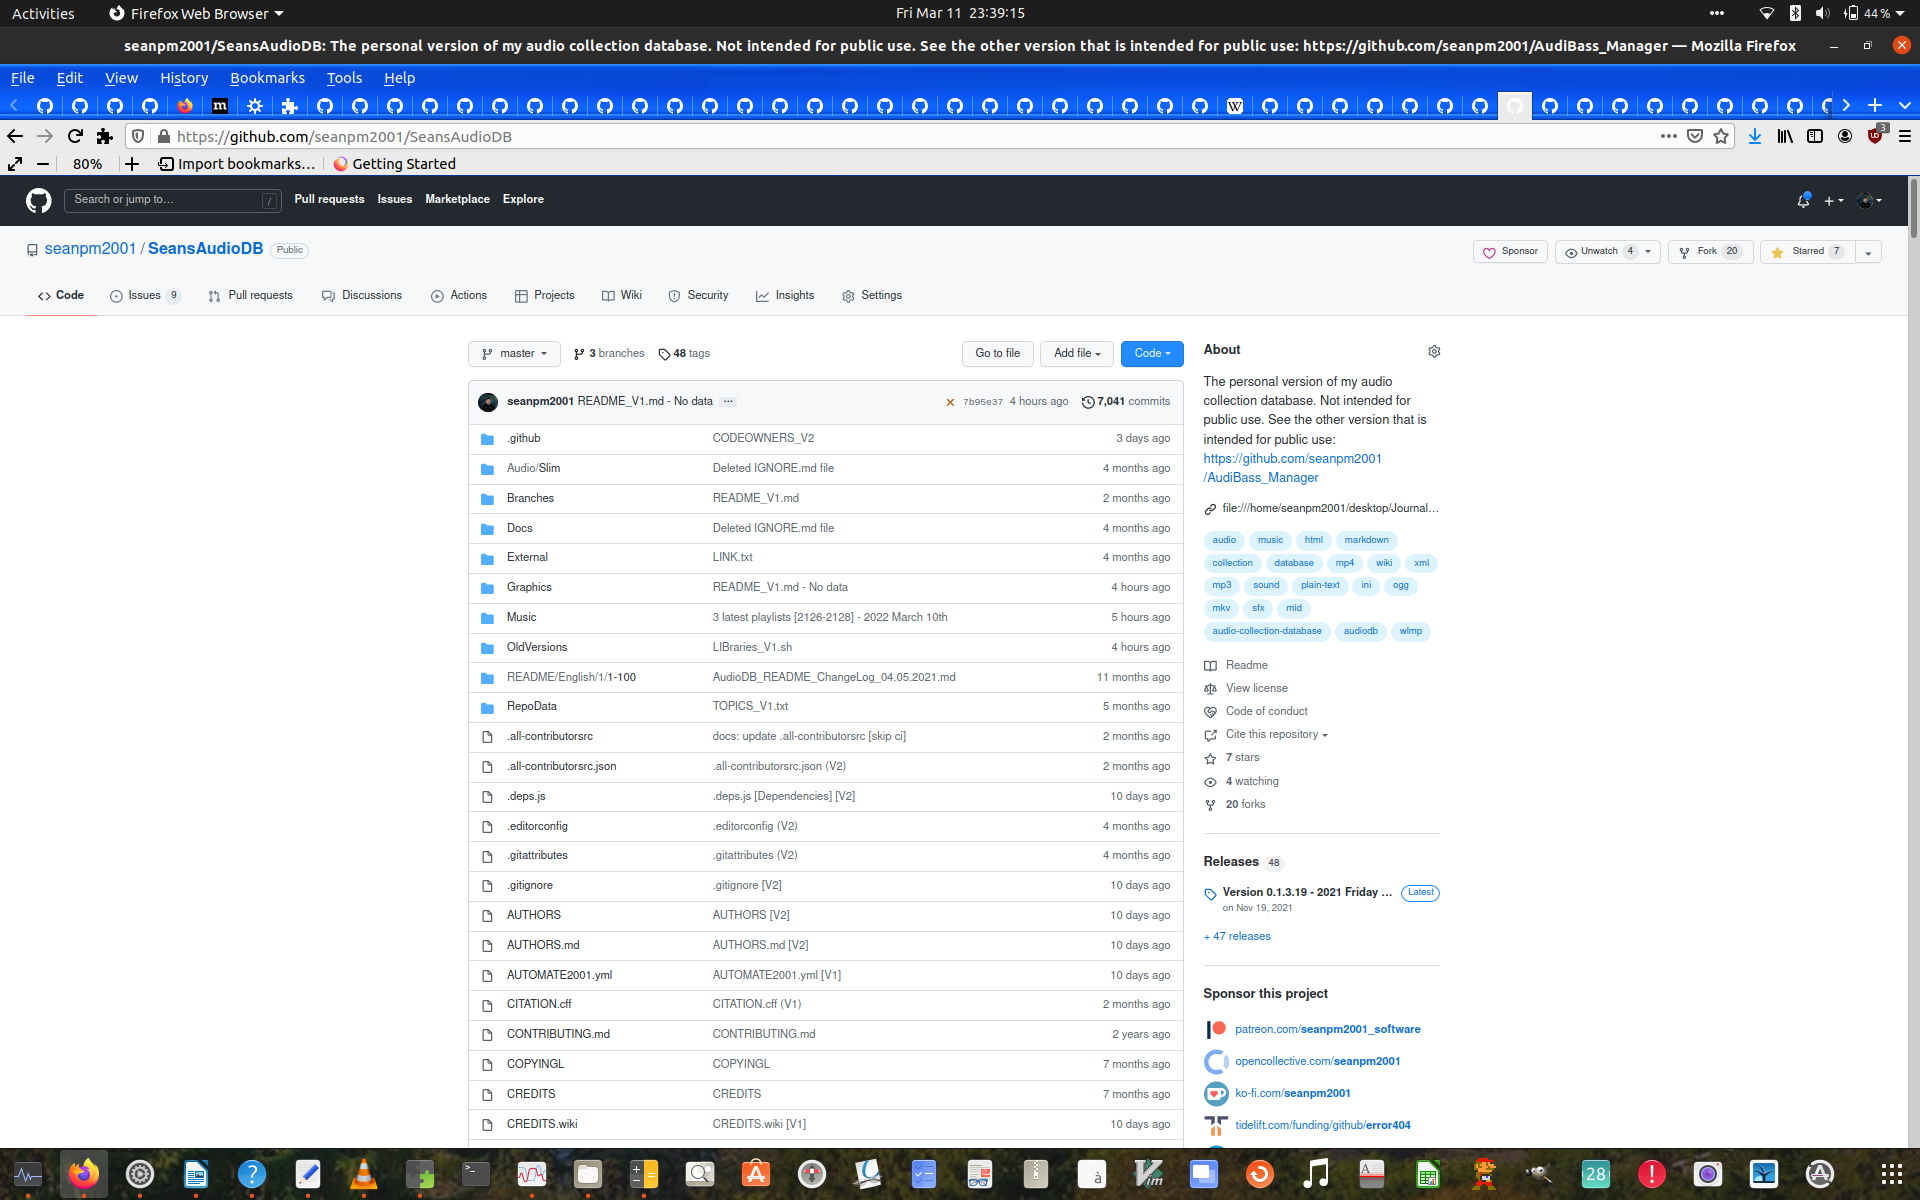 Activities
Firefox Web Browser
Fri Mar 11 23:39:15
44 %
seanpm2001/SeansAudioDB: The personal version of my audio collection database. Not intended for public use. See the other version that is intended for public use: https://github.com/seanpm2001/AudiBass_Manager — Mozilla Firefox
File Edit View History Bookmarks Tools Help
https://github.com/seanpm2001/SeansAudioDB
3
80%
Import bookmarks...
Getting Started
Search or jump to...
/
Pull requests Issues Marketplace Explore
seanpm2001 / SeansAudioDB Public
Sponsor
Unwatch 4
Fork 20
Starred 7
Code
Issues 9
Pull requests
Discussions
Actions
Projects
Wiki
Security
Insights
Settings
master
3 branches
48 tags
Go to file
Add file
Code
seanpm2001 README_V1.md - No data ...
7b95e37 4 hours ago 7,041 commits
.github CODEOWNERS_V2 3 days ago
Audio/Slim Deleted IGNORE.md file 4 months ago
Branches README_V1.md 2 months ago
Docs Deleted IGNORE.md file 4 months ago
External LINK.txt 4 months ago
Graphics README_V1.md - No data 4 hours ago
Music 3 latest playlists [2126-2128] - 2022 March 10th 5 hours ago
OldVersions LIBraries_V1.sh 4 hours ago
README/English/1/1-100 AudioDB_README_ChangeLog_04.05.2021.md 11 months ago
RepoData TOPICS_V1.txt 5 months ago
.all-contributorsrc docs: update .all-contributorsrc [skip ci] 2 months ago
.all-contributorsrc.json .all-contributorsrc.json (V2) 2 months ago
.deps.js .deps.js [Dependencies] [V2] 10 days ago
.editorconfig .editorconfig (V2) 4 months ago
.gitattributes .gitattributes (V2) 4 months ago
.gitignore .gitignore [V2] 10 days ago
AUTHORS AUTHORS [V2] 10 days ago
AUTHORS.md AUTHORS.md [V2] 10 days ago
AUTOMATE2001.yml AUTOMATE2001.yml [V1] 10 days ago
CITATION.cff CITATION.cff (V1) 2 months ago
CONTRIBUTING.md CONTRIBUTING.md 2 years ago
COPYINGL COPYINGL 7 months ago
CREDITS CREDITS 7 months ago
CREDITS.wiki CREDITS.wiki [V1] 10 days ago
About
The personal version of my audio
collection database. Not intended for
public use. See the other version that is
intended for public use:
https://github.com/seanpm2001
/AudiBass_Manager
file:///home/seanpm2001/desktop/Journal...
audio music html markdown
collection database mp4 wiki xml
mp3 sound plain-text ini ogg
mkv sfx mid
audio-collection-database audiodb wlmp
Readme
View license
Code of conduct
Cite this repository
7 stars
4 watching
20 forks
Releases 48
Version 0.1.3.19 - 2021 Friday ... Latest
on Nov 19, 2021
+ 47 releases
Sponsor this project
patreon.com/seanpm2001_software
opencollective.com/seanpm2001
ko-fi.com/seanpm2001
tidelift.com/funding/github/error404
28